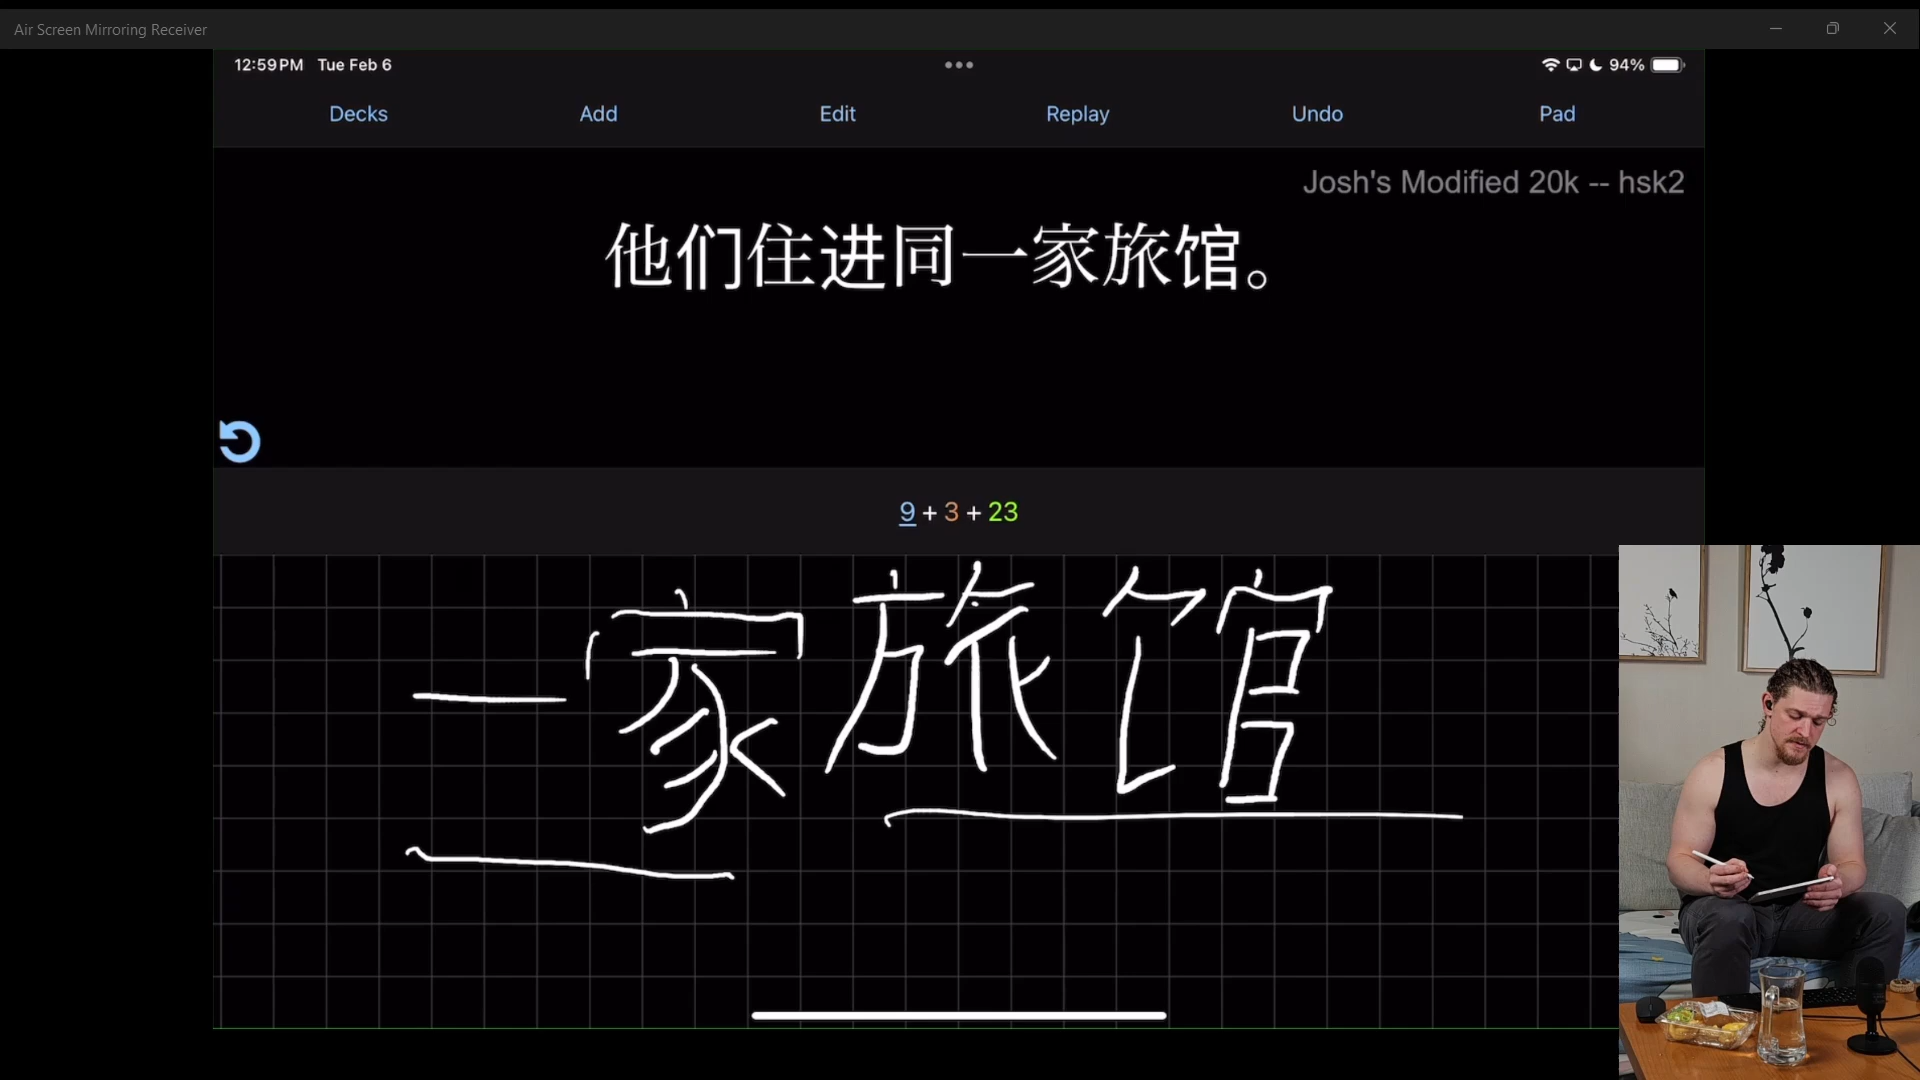 Air Screen Mirroring Receiver
12:59 PM Tue Feb 6
94%
Decks Add Edit Replay Undo Pad
Josh's Modified 20k -- hsk2
他们住进同一家旅馆。
9 + 3 + 23
一家旅馆